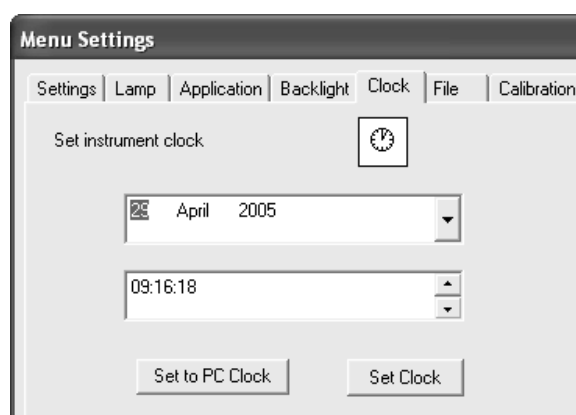 Menu Settings
Settings Lamp Application Backlight Clock File Calibration
Set instrument clock
29 April 2005
09:16:18
Set to PC Clock Set Clock